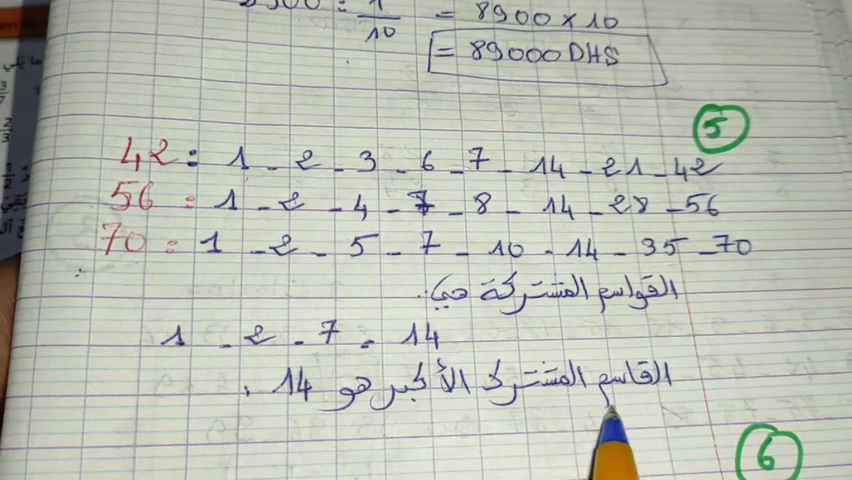 = 1/10 = 8900 x 10
= 89000 DHS
5
42 : 1 - 2 - 3 - 6 - 7 - 14 - 21 - 42
56 = 1 - 2 - 4 - 7 - 8 - 14 - 28 - 56
70 = 1 - 2 - 5 - 7 - 10 - 14 - 35 - 70
القواسم المشتركة هي:
1 - 2 - 7 - 14
القاسم المشترك الأكبر هو 14 .
6